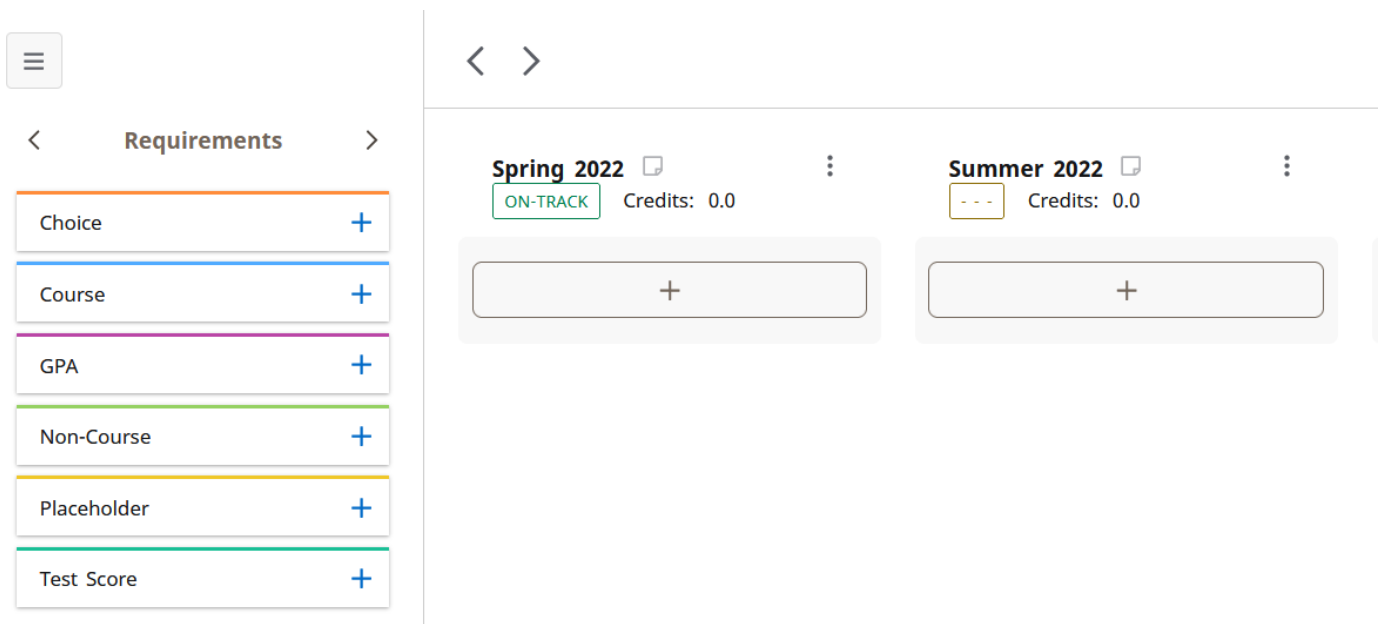 Requirements
Choice
Course
GPA
Non-Course
Placeholder
Test Score
Spring 2022
ON-TRACK Credits: 0.0
Summer 2022
- - - Credits: 0.0